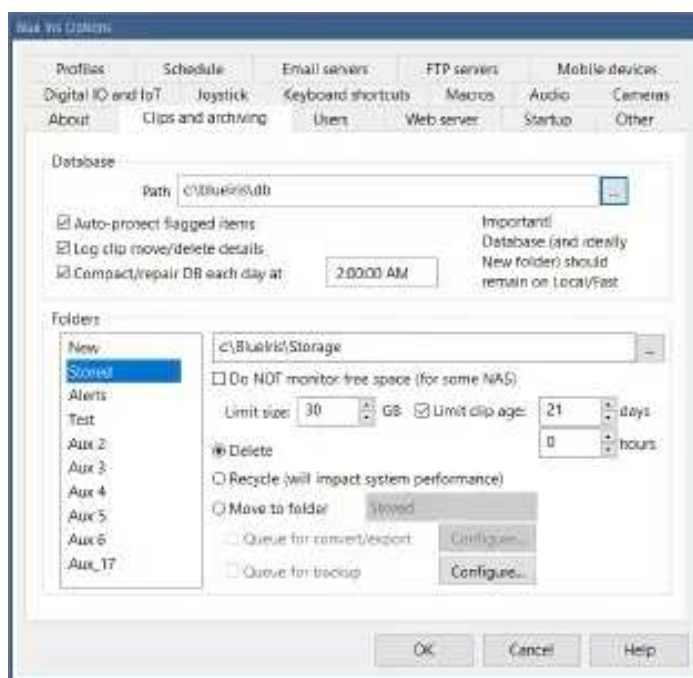 Blue Iris Options
Profiles Schedule Email servers FTP servers Mobile devices
Digital IO and IoT Joystick Keyboard shortcuts Macros Audio Cameras
About Clips and archiving Users Web server Startup Other
Database
Path c:\blueiris\db ...
Auto-protect flagged items
Log clip move/delete details
Compact/repair DB each day at 2:00:00 AM
Important!
Database (and ideally
New folder) should
remain on Local/Fast
Folders
New
Stored
Alerts
Test
Aux 2
Aux 3
Aux 4
Aux 5
Aux 6
Aux_17
c:\BlueIris\Storage ...
Do NOT monitor free space (for some NAS)
Limit size: 30 GB Limit clip age: 21 days
0 hours
Delete
Recycle (will impact system performance)
Move to folder Stored
Queue for convert/export Configure...
Queue for backup Configure...
OK Cancel Help